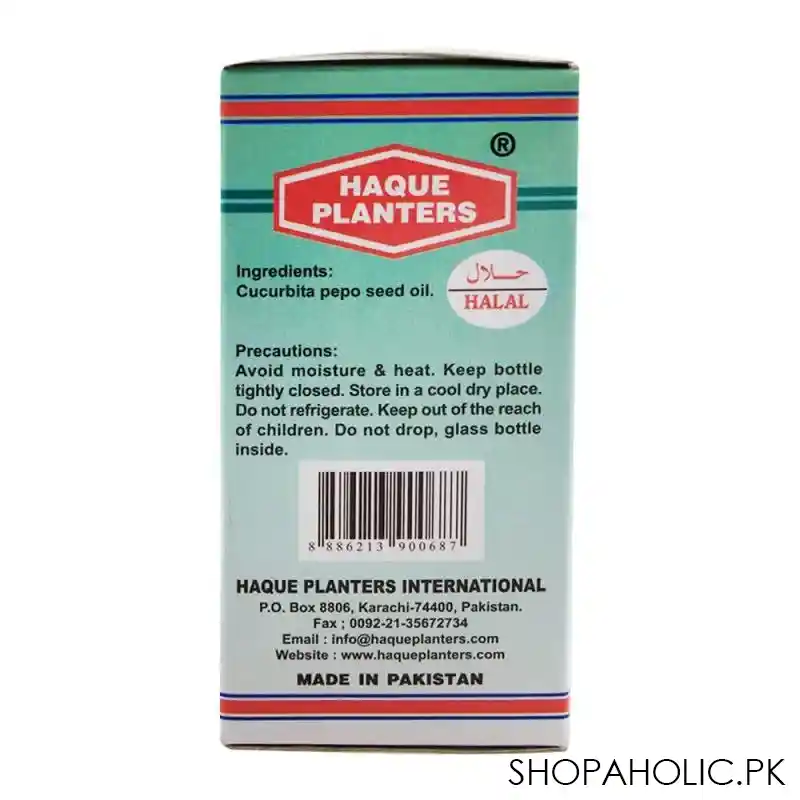 ®
HAQUE
PLANTERS
Ingredients:
Cucurbita pepo seed oil.
حلال
HALAL
Precautions:
Avoid moisture & heat. Keep bottle
tightly closed. Store in a cool dry place.
Do not refrigerate. Keep out of the reach
of children. Do not drop, glass bottle
inside.
8 886213 900687
HAQUE PLANTERS INTERNATIONAL
P.O. Box 8806, Karachi-74400, Pakistan.
Fax ; 0092-21-35672734
Email : info@haqueplanters.com
Website : www.haqueplanters.com
MADE IN PAKISTAN
SHOPAHOLIC.PK